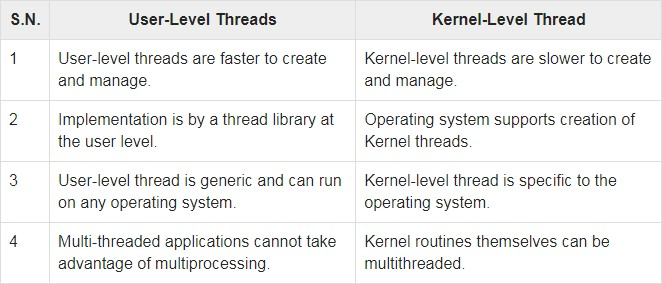 S.N. User-Level Threads Kernel-Level Thread
1 User-level threads are faster to create Kernel-level threads are slower to create
and manage. and manage.
2 Implementation is by a thread library at Operating system supports creation of
the user level. Kernel threads.
3 User-level thread is generic and can run Kernel-level thread is specific to the
on any operating system. operating system.
4 Multi-threaded applications cannot take Kernel routines themselves can be
advantage of multiprocessing. multithreaded.